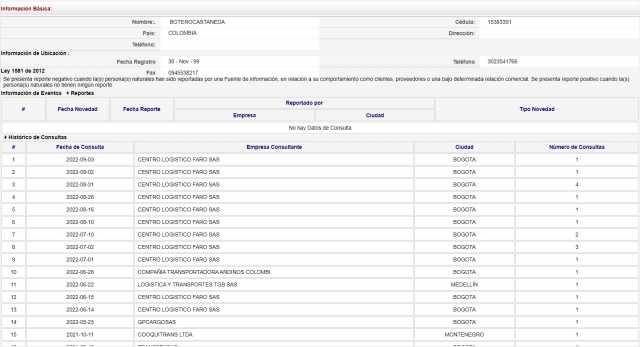 Información Básica:
Nombre:. BOTEROCASTANEDA Cédula: 15383391
País: COLOMBIA Dirección:
Teléfono:
Información de Ubicación :
Fecha Registro 30 - Nov - 99 Teléfono 3023541766
Ley 1581 de 2012 Fax 0945538217
Se presenta reporte negativo cuando la(s) persona(s) naturales han sido reportadas por una Fuente de información, en relación a su comportamiento como clientes, proveedores o una bajo determinada relación comercial. Se presenta reporte positivo cuando la(s)
persona(s) naturales no tienen ningún reporte.
Información de Eventos + Reportes
# Fecha Novedad Fecha Reporte Reportado por Tipo Novedad
Empresa Ciudad
No hay Datos de Consulta
+ Histórico de Consultas
# Fecha de Consulta Empresa Consultante Ciudad Número de Consultas
1 2022-09-03 CENTRO LOGISTICO FARO SAS BOGOTA 1
2 2022-09-02 CENTRO LOGISTICO FARO SAS BOGOTA 1
3 2022-08-31 CENTRO LOGISTICO FARO SAS BOGOTA 4
4 2022-08-26 CENTRO LOGISTICO FARO SAS BOGOTA 1
5 2022-08-16 CENTRO LOGISTICO FARO SAS BOGOTA 1
6 2022-08-10 CENTRO LOGISTICO FARO SAS BOGOTA 1
7 2022-07-10 CENTRO LOGISTICO FARO SAS BOGOTA 2
8 2022-07-02 CENTRO LOGISTICO FARO SAS BOGOTA 3
9 2022-07-01 CENTRO LOGISTICO FARO SAS BOGOTA 1
10 2022-06-28 COMPAÑIA TRANSPORTADORA ANDINOS COLOMBI BOGOTA 1
11 2022-06-22 LOGISTICA Y TRANSPORTES TGB SAS MEDELLIN 1
12 2022-06-15 CENTRO LOGISTICO FARO SAS BOGOTA 1
13 2022-06-14 CENTRO LOGISTICO FARO SAS BOGOTA 1
14 2022-05-25 GPCARGOSAS BOGOTA 1
15 2021-10-11 COOQUITRANS LTDA MONTENEGRO 1